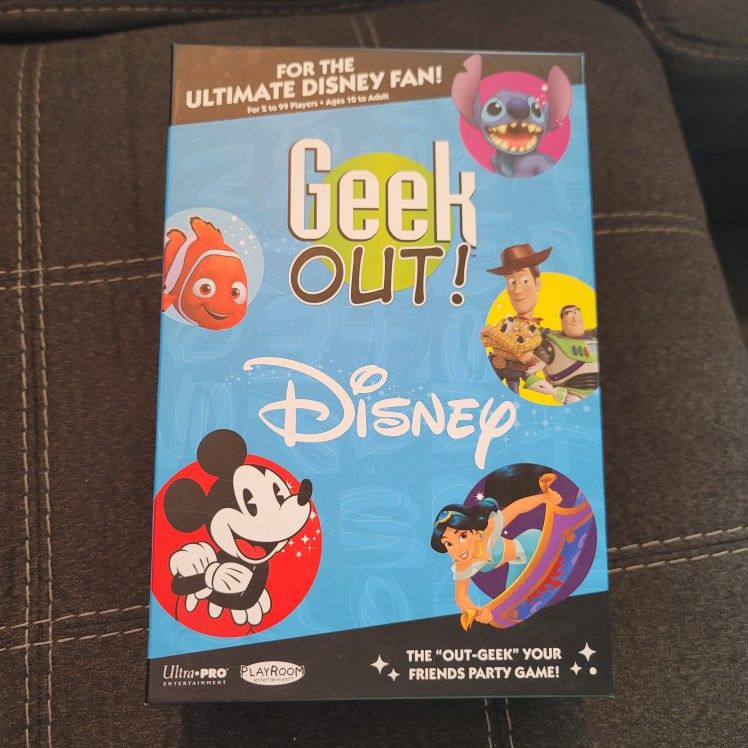 FOR THE
ULTIMATE DISNEY FAN!
For 2 to 99 Players • Ages 10 to Adult
Geek
OUT!™
Disney
Ultra•PRO®
ENTERTAINMENT
PLAYROOM
entertainment
THE "OUT-GEEK" YOUR
FRIENDS PARTY GAME!